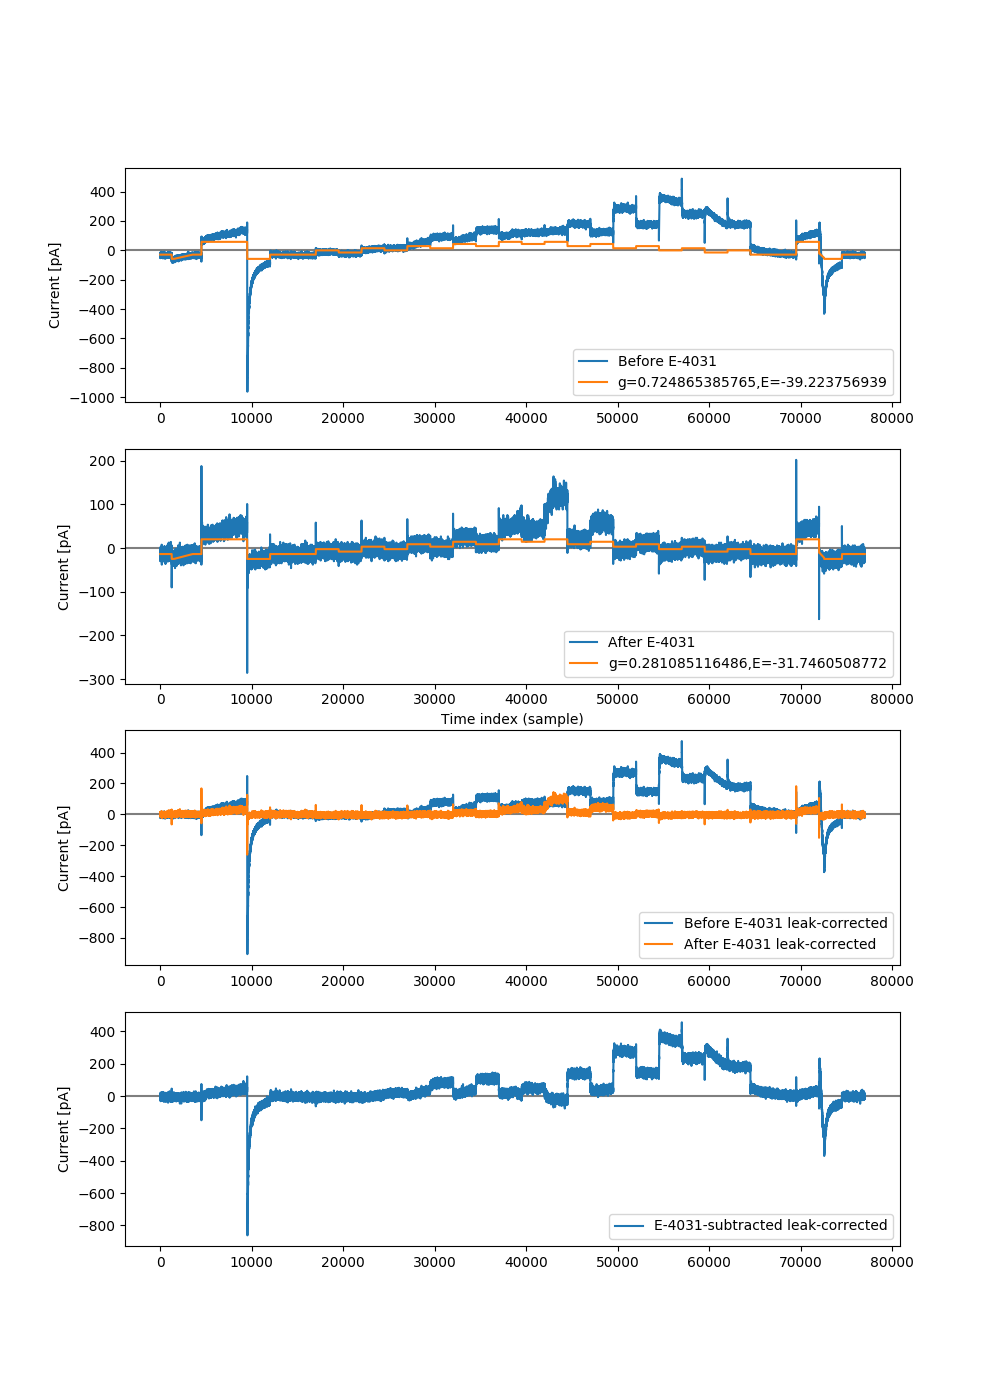 400
200
0
−200
−400
−600
−800
−1000
Current [pA]
Before E-4031
g=0.724865385765,E=-39.223756939
0 10000 20000 30000 40000 50000 60000 70000 80000
200
100
0
−100
−200
−300
Current [pA]
After E-4031
g=0.281085116486,E=-31.7460508772
0 10000 20000 30000 40000 50000 60000 70000 80000
Time index (sample)
400
200
0
−200
−400
−600
−800
Current [pA]
Before E-4031 leak-corrected
After E-4031 leak-corrected
0 10000 20000 30000 40000 50000 60000 70000 80000
400
200
0
−200
−400
−600
−800
Current [pA]
E-4031-subtracted leak-corrected
0 10000 20000 30000 40000 50000 60000 70000 80000